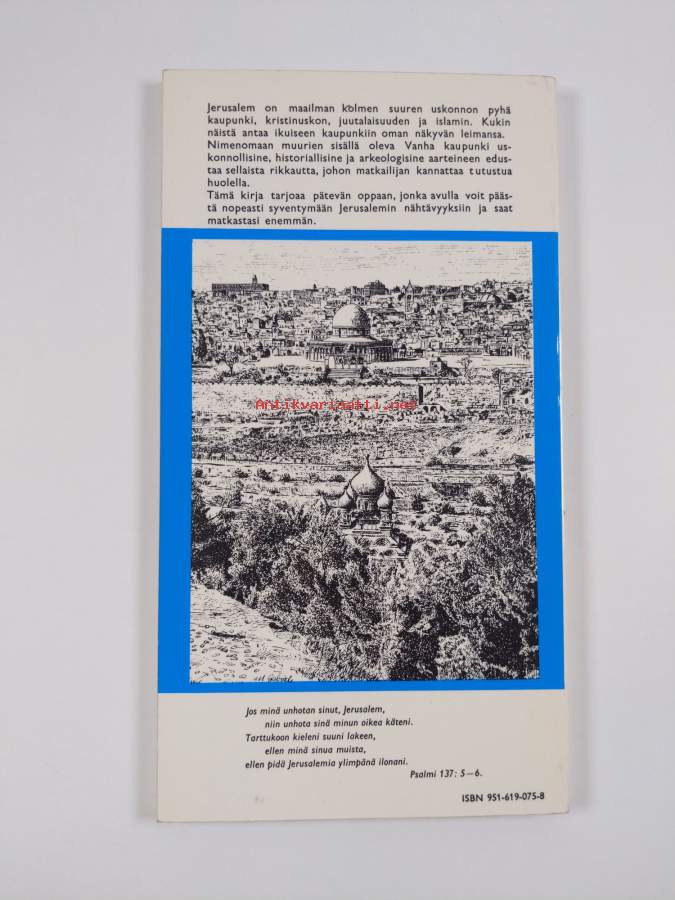 Jerusalem on maailman kolmen suuren uskonnon pyhä
kaupunki, kristinuskon, juutalaisuuden ja islamin. Kukin
näistä antaa ikuiseen kaupunkiin oman näkyvän leimansa.
Nimenomaan muurien sisällä oleva Vanha kaupunki us-
konnollisine, historiallisine ja arkeologisine aarteineen edus-
taa sellaista rikkautta, johon matkailijan kannattaa tutustua
huolella.
Tämä kirja tarjoaa pätevän oppaan, jonka avulla voit pääs-
tä nopeasti syventymään Jerusalemin nähtävyyksiin ja saat
matkastasi enemmän.
Antikvariaatti.net
Jos minä unhotan sinut, Jerusalem,
niin unhota sinä minun oikea käteni.
Tarttukoon kieleni suuni lakeen,
ellen minä sinua muista,
ellen pidä Jerusalemia ylimpänä ilonani.
Psalmi 137: 5—6.
ISBN 951-619-075-8